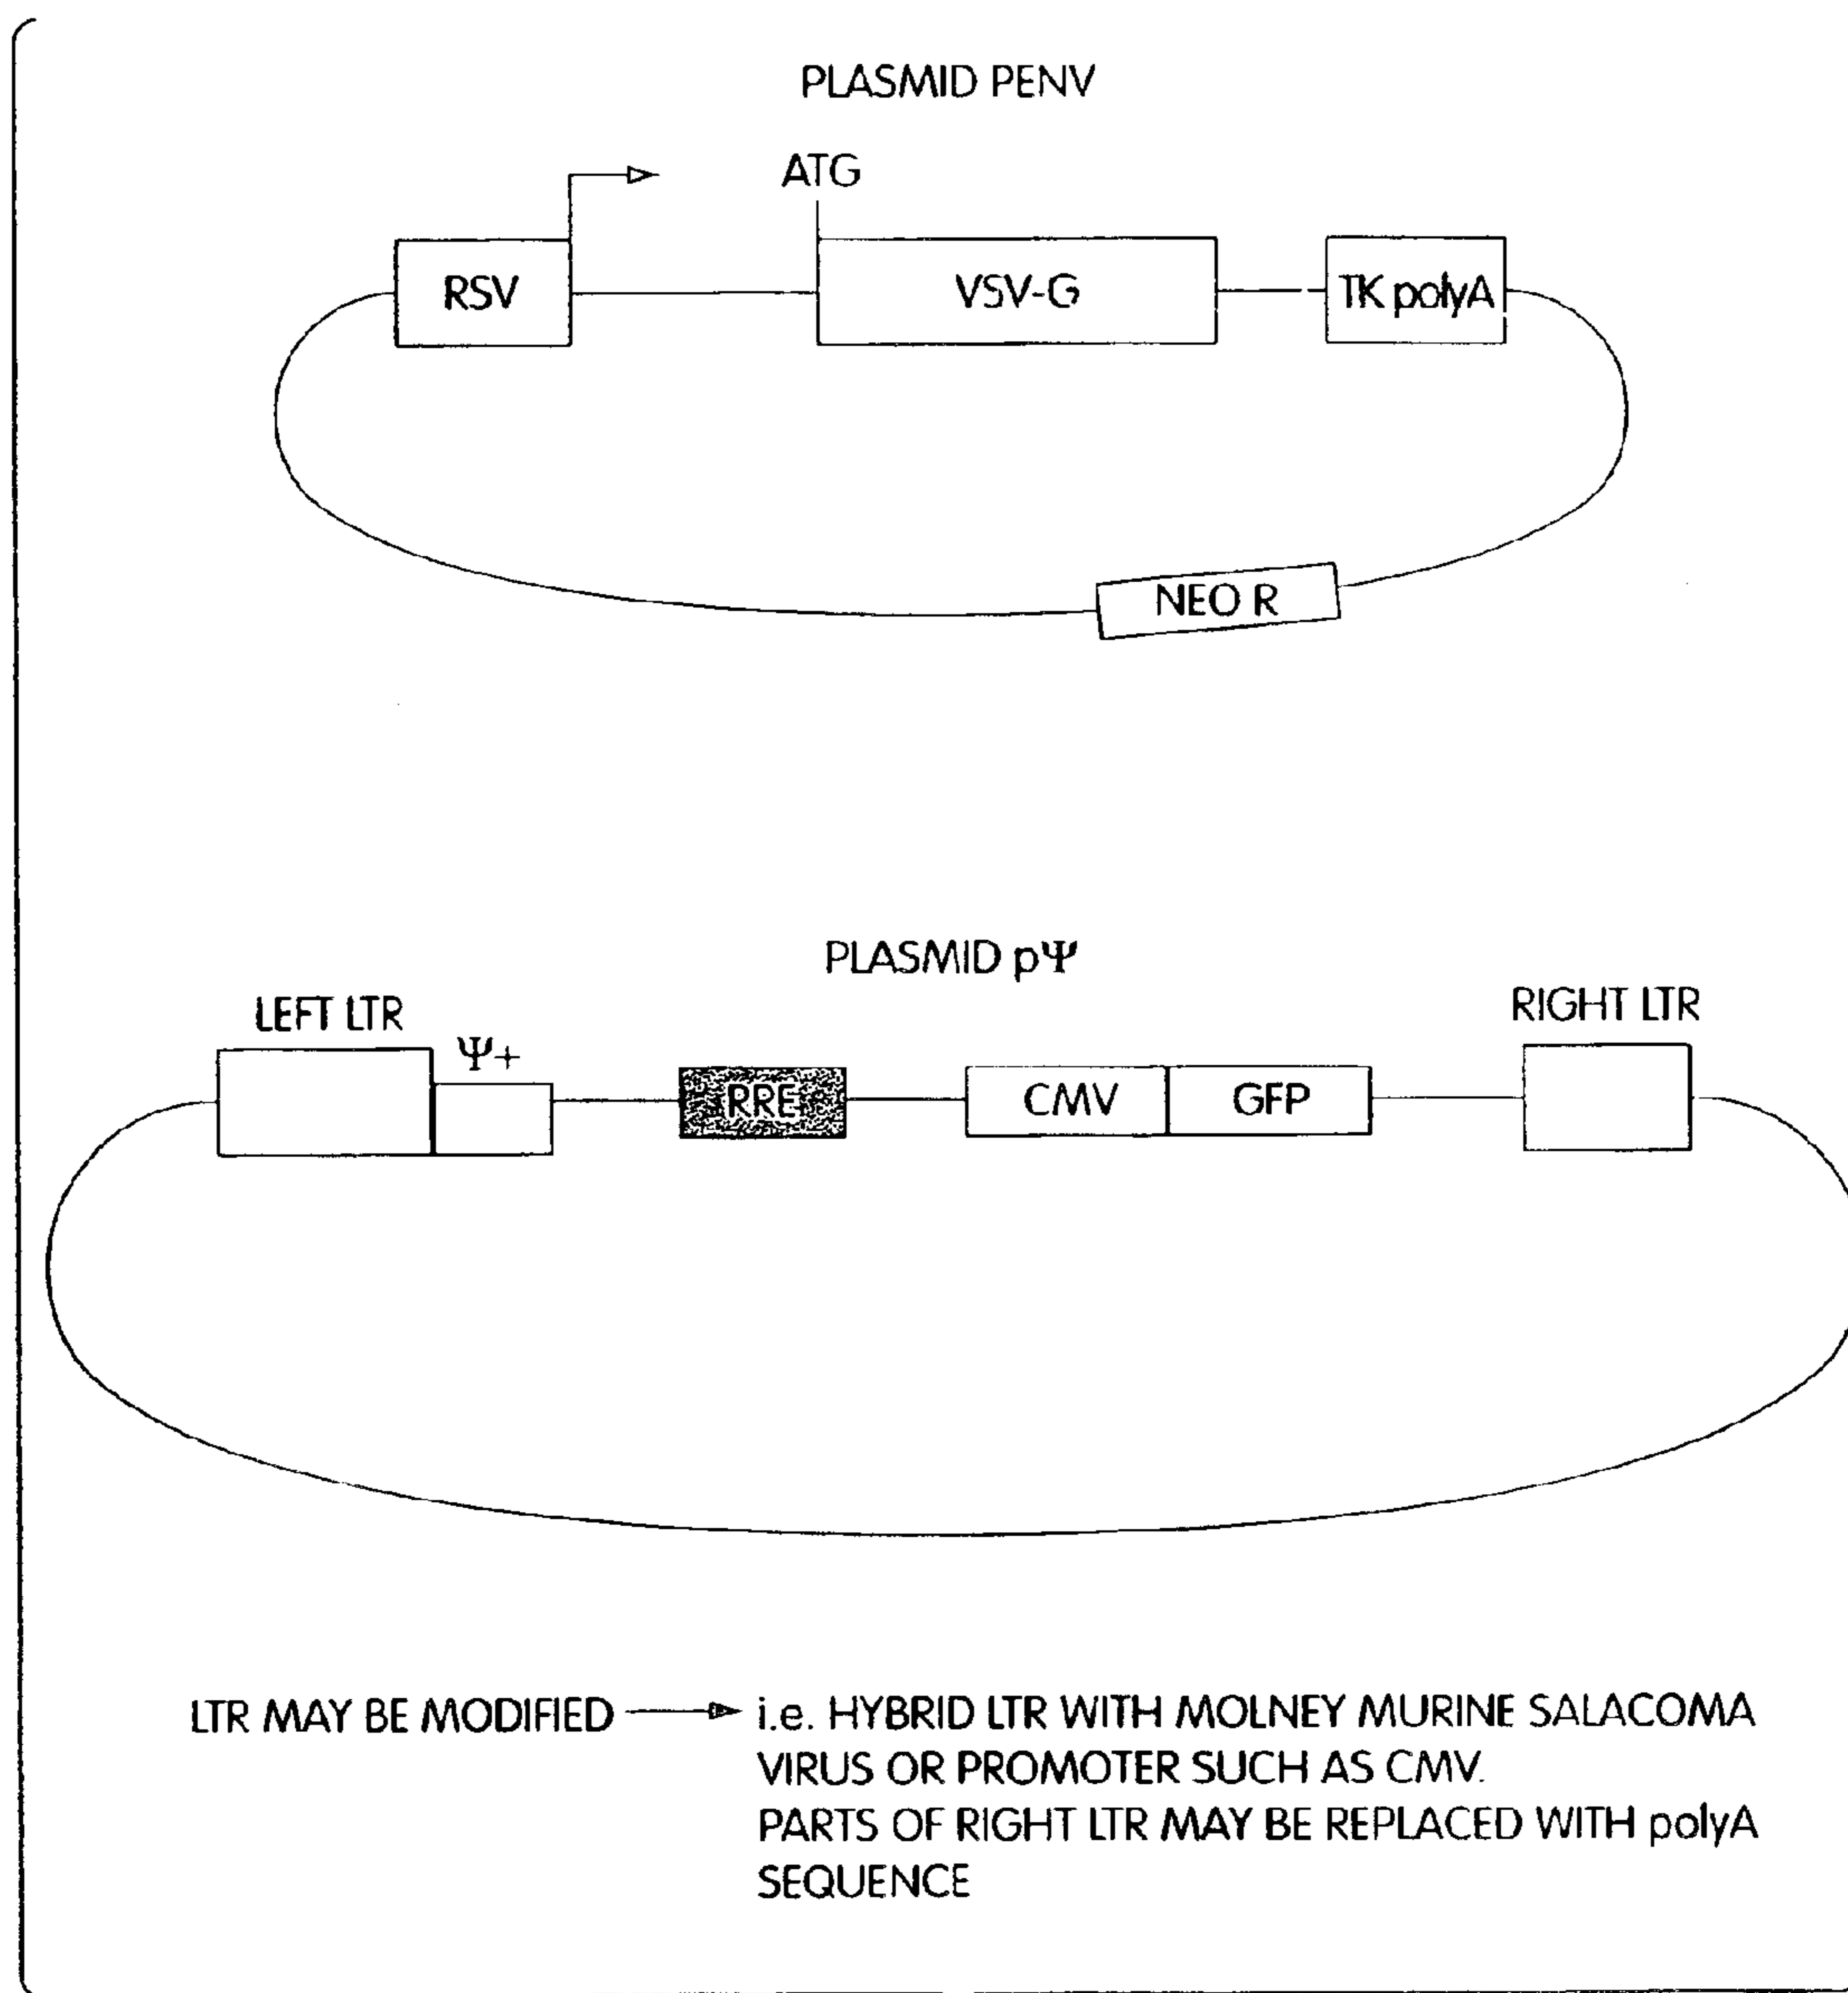 PLASMID PENV
ATG
RSV
VSV-G
TK polyA
NEO R
PLASMID pΨ
LEFT LTR
Ψ+
RRE
CMV
GFP
RIGHT LTR
LTR MAY BE MODIFIED
i.e. HYBRID LTR WITH MOLNEY MURINE SALACOMA
VIRUS OR PROMOTER SUCH AS CMV.
PARTS OF RIGHT LTR MAY BE REPLACED WITH polyA
SEQUENCE